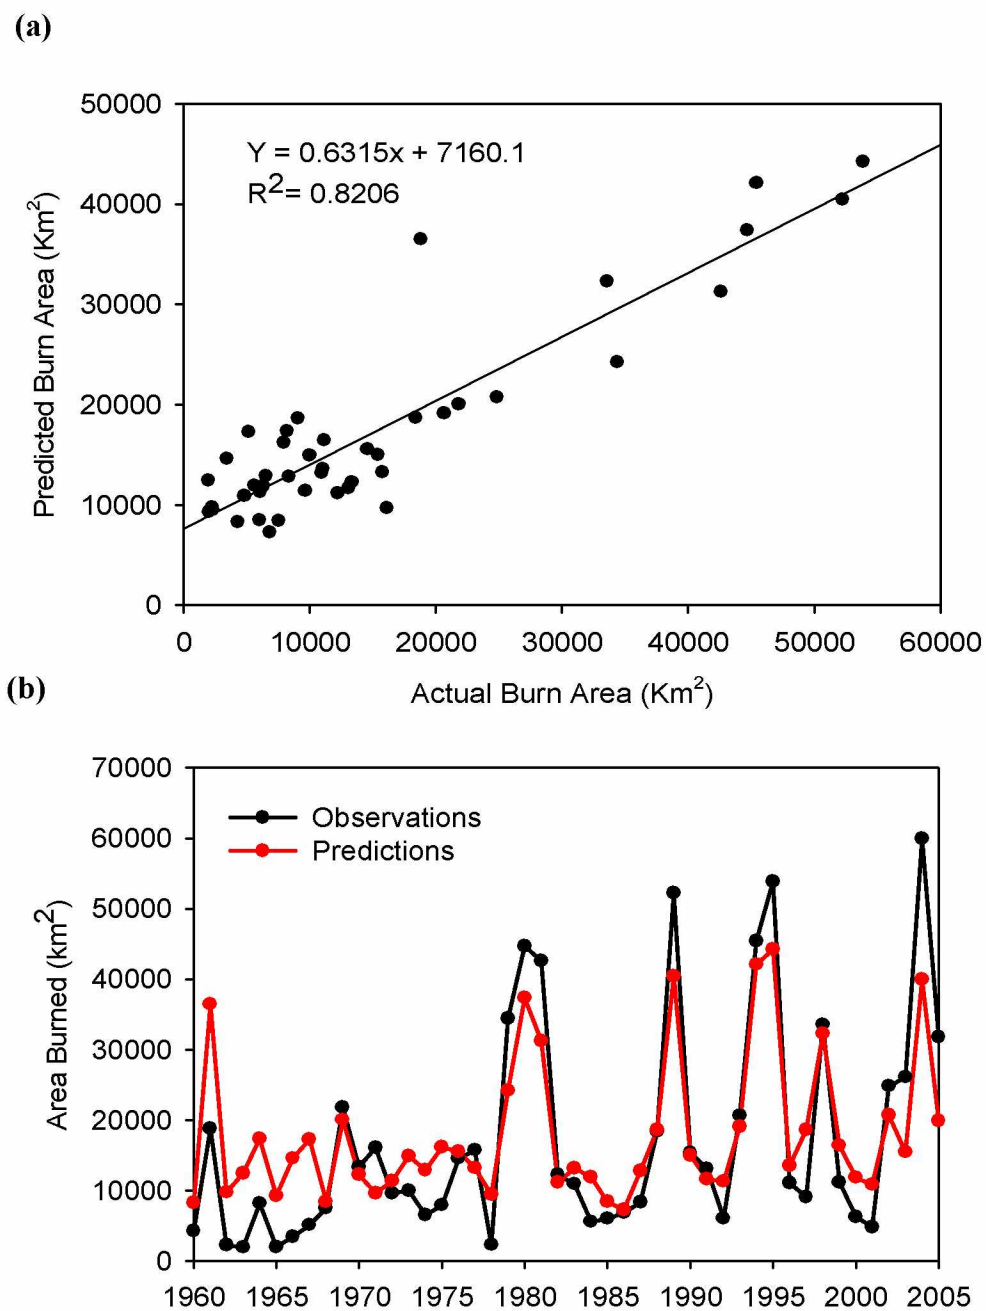 (a)
50000
40000
30000
20000
10000
0
Predicted Burn Area (Km²)
Y = 0.6315x + 7160.1
R²= 0.8206
0 10000 20000 30000 40000 50000 60000
Actual Burn Area (Km²)
(b)
70000
60000
50000
40000
30000
20000
10000
0
Area Burned (km²)
Observations
Predictions
1960 1965 1970 1975 1980 1985 1990 1995 2000 2005